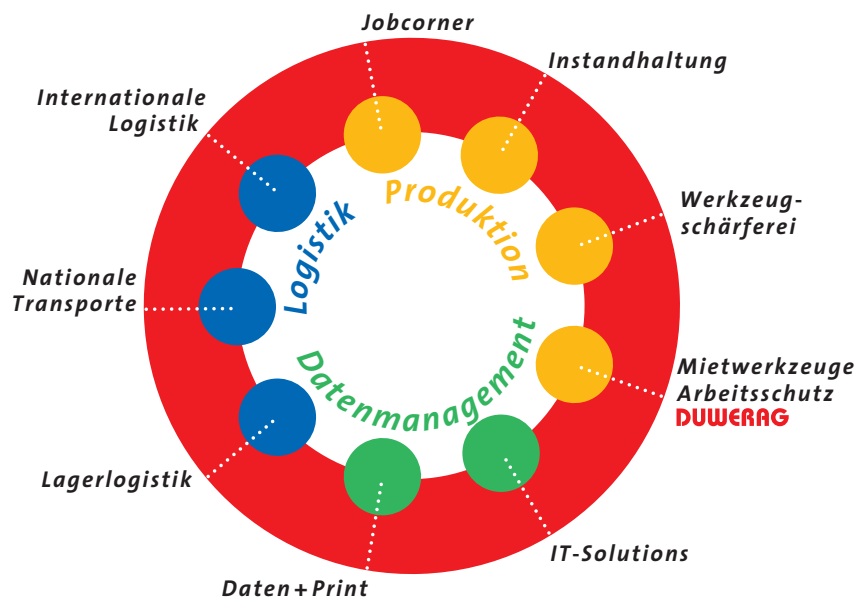 Jobcorner
Instandhaltung
Internationale
Logistik
Werkzeug-
schärferei
Produktion
Logistik
Nationale
Transporte
Datenmanagement
Mietwerkzeuge
Arbeitsschutz
DUWERAG
Lagerlogistik
IT-Solutions
Daten+Print